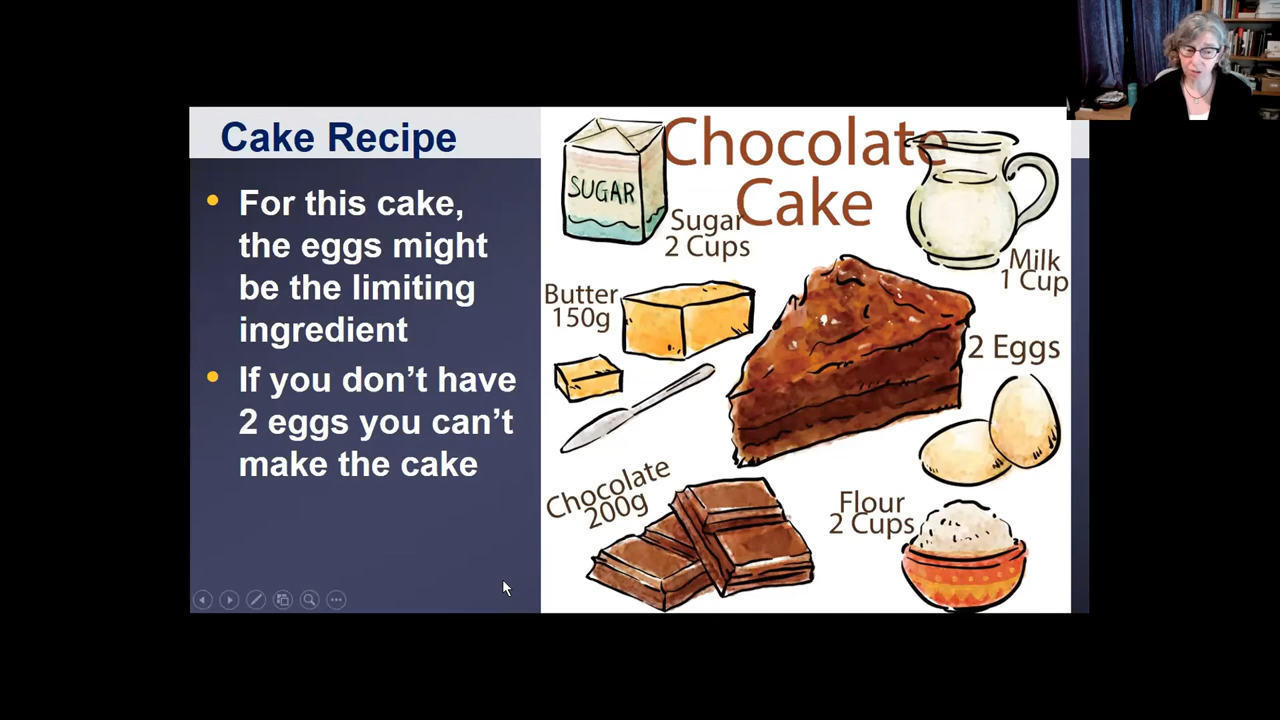 Cake Recipe
• For this cake,
the eggs might
be the limiting
ingredient
• If you don’t have
2 eggs you can’t
make the cake
Chocolate
Cake
SUGAR
Sugar
2 Cups
Milk
1 Cup
Butter
150g
2 Eggs
Chocolate
200g
Flour
2 Cups